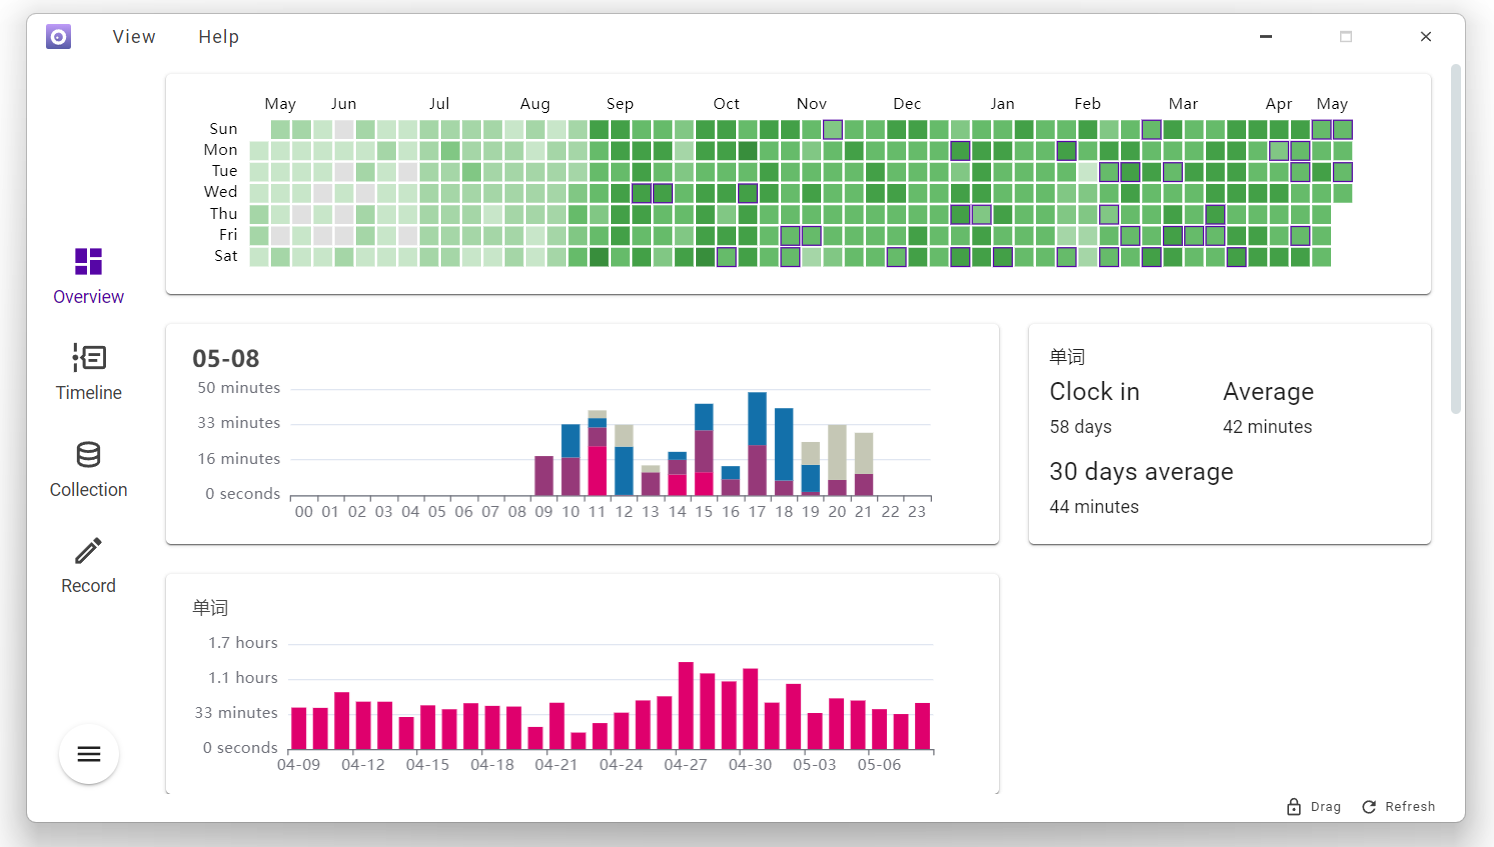 View Help
May Jun Jul Aug Sep Oct Nov Dec Jan Feb Mar Apr May
Sun
Mon
Tue
Wed
Thu
Fri
Sat
Overview
Timeline
Collection
Record
05-08
50 minutes
33 minutes
16 minutes
0 seconds
00 01 02 03 04 05 06 07 08 09 10 11 12 13 14 15 16 17 18 19 20 21 22 23
单词
Clock in Average
58 days 42 minutes
30 days average
44 minutes
单词
1.7 hours
1.1 hours
33 minutes
0 seconds
04-09 04-12 04-15 04-18 04-21 04-24 04-27 04-30 05-03 05-06
Drag Refresh